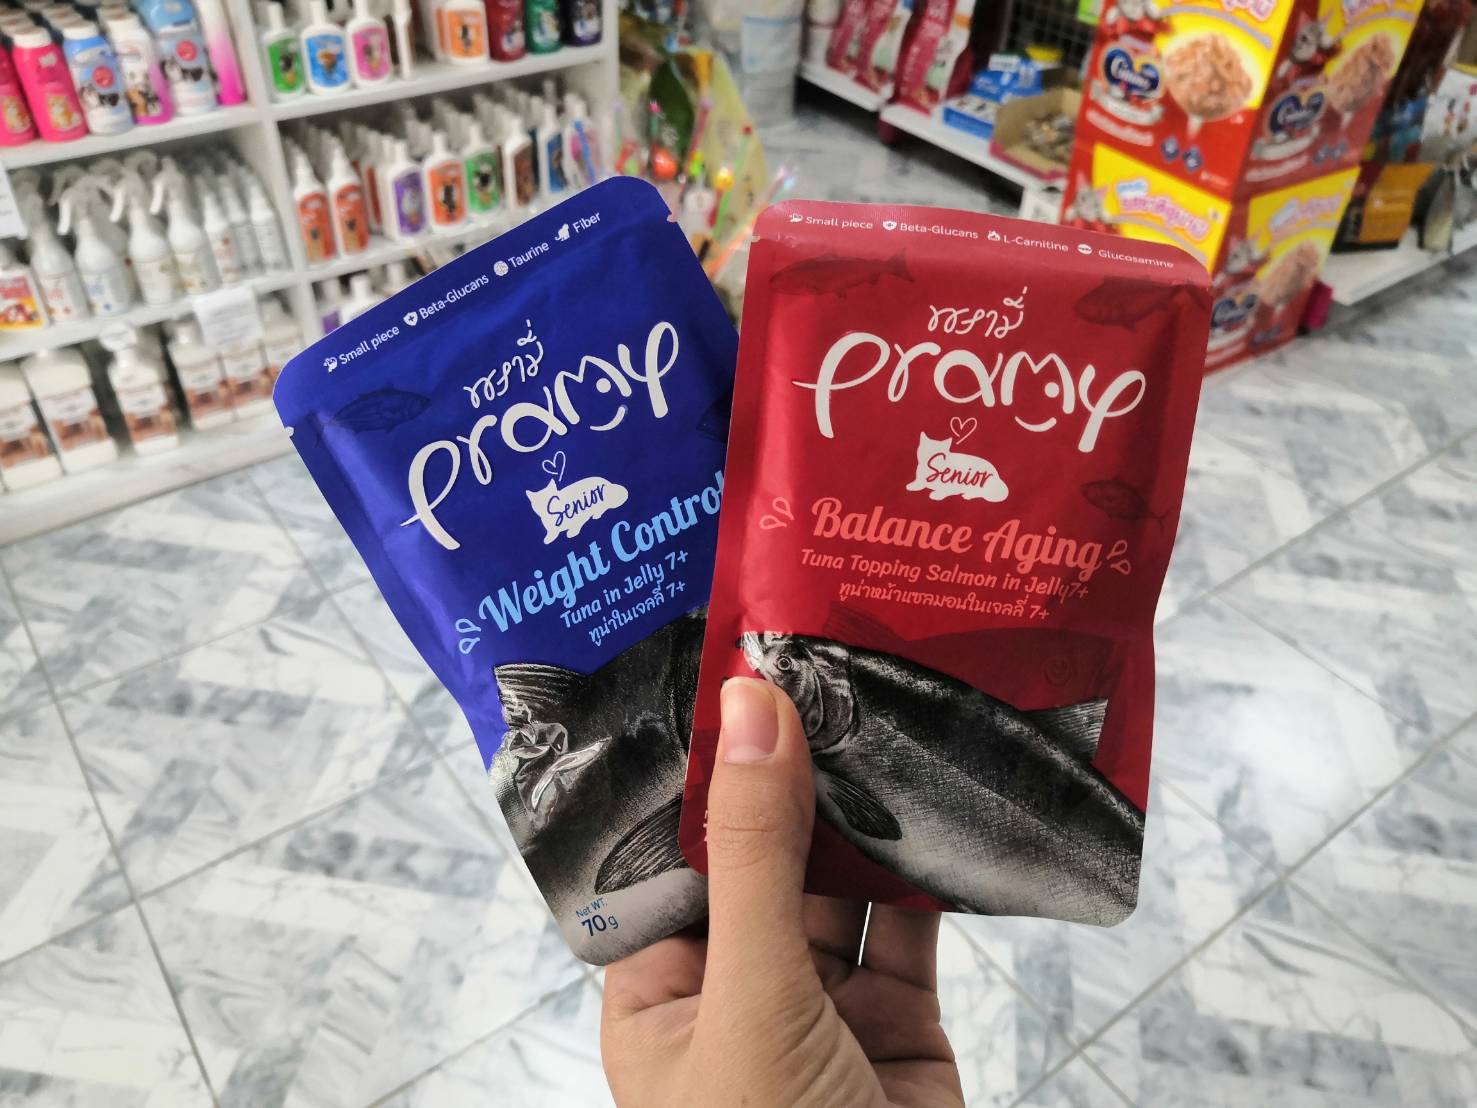 Small piece Beta-Glucans Taurine Fiber
พรามี่
pramy
Senior
Weight Control
Tuna in Jelly 7+
ทูน่าในเจลลี่ 7+
Net WT.
70g
Small piece Beta-Glucans L-Carnitine Glucosamine
พรามี่
pramy
Senior
Balance Aging
Tuna Topping Salmon in Jelly7+
ทูน่าหน้าแซลมอนในเจลลี่ 7+